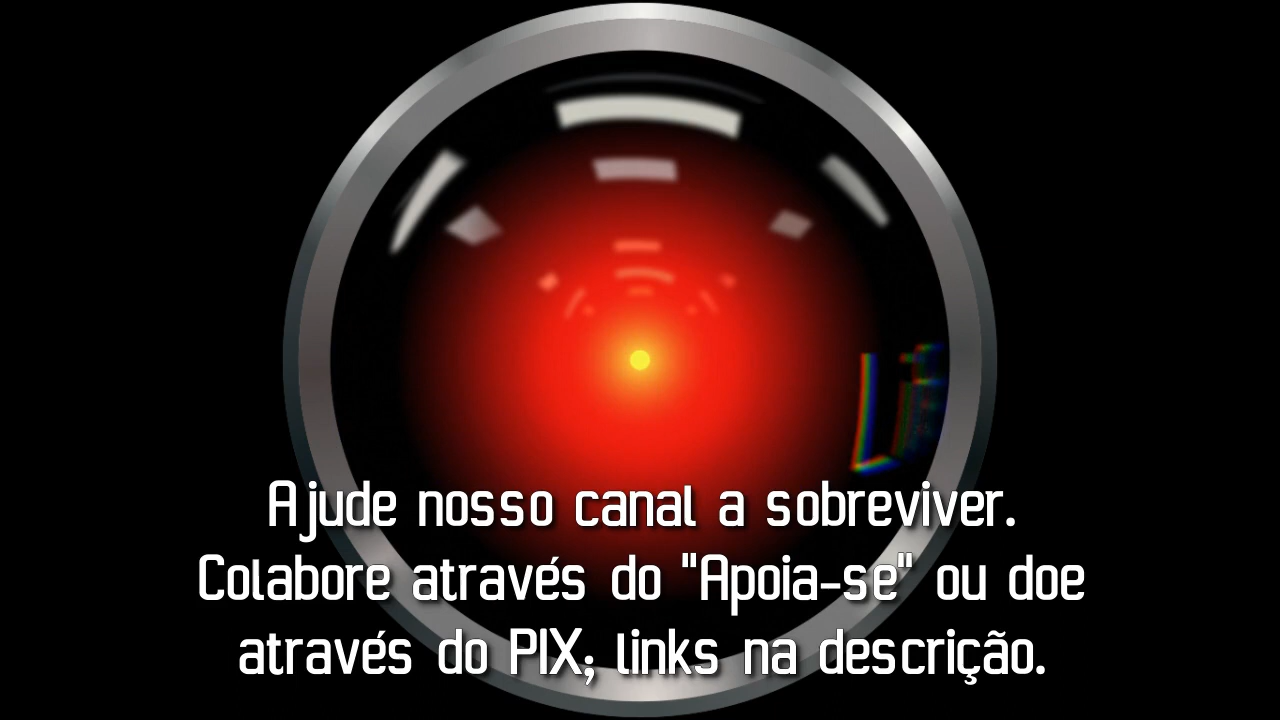 Ajude nosso canal a sobreviver.
Colabore através do "Apoia-se" ou doe
através do PIX; links na descrição.